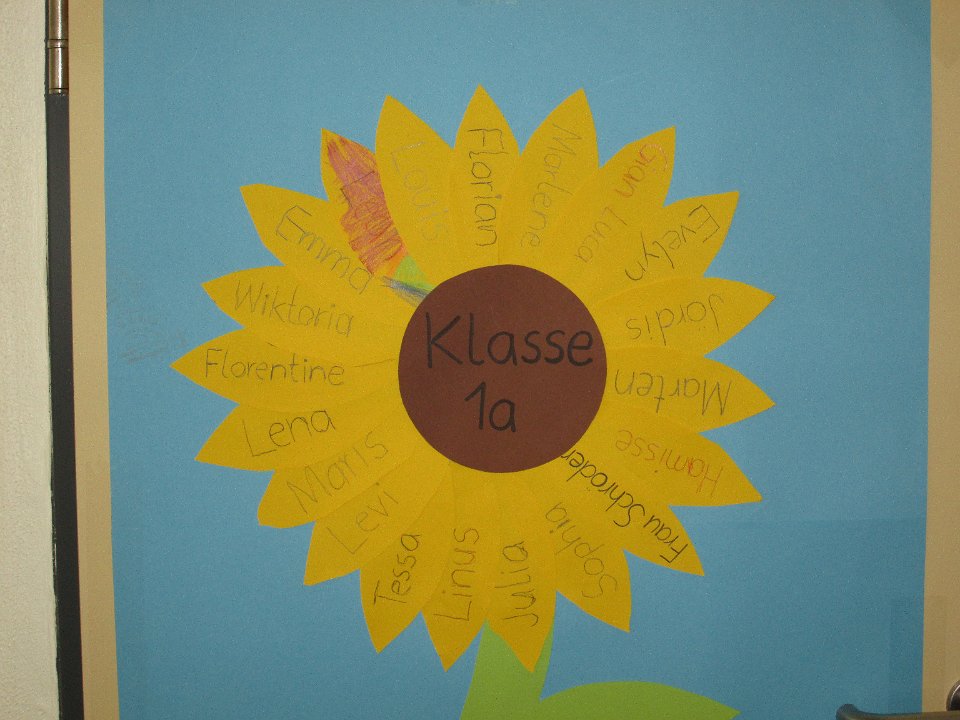 Klasse
1a
Louis
Florian
Marlene
Gian Luca
Evelyn
Jördis
Marten
Hamisse
Frau Schröder
Sophia
Julia
Linus
Tessa
Levi
Maris
Lena
Florentine
Wiktoria
Emma